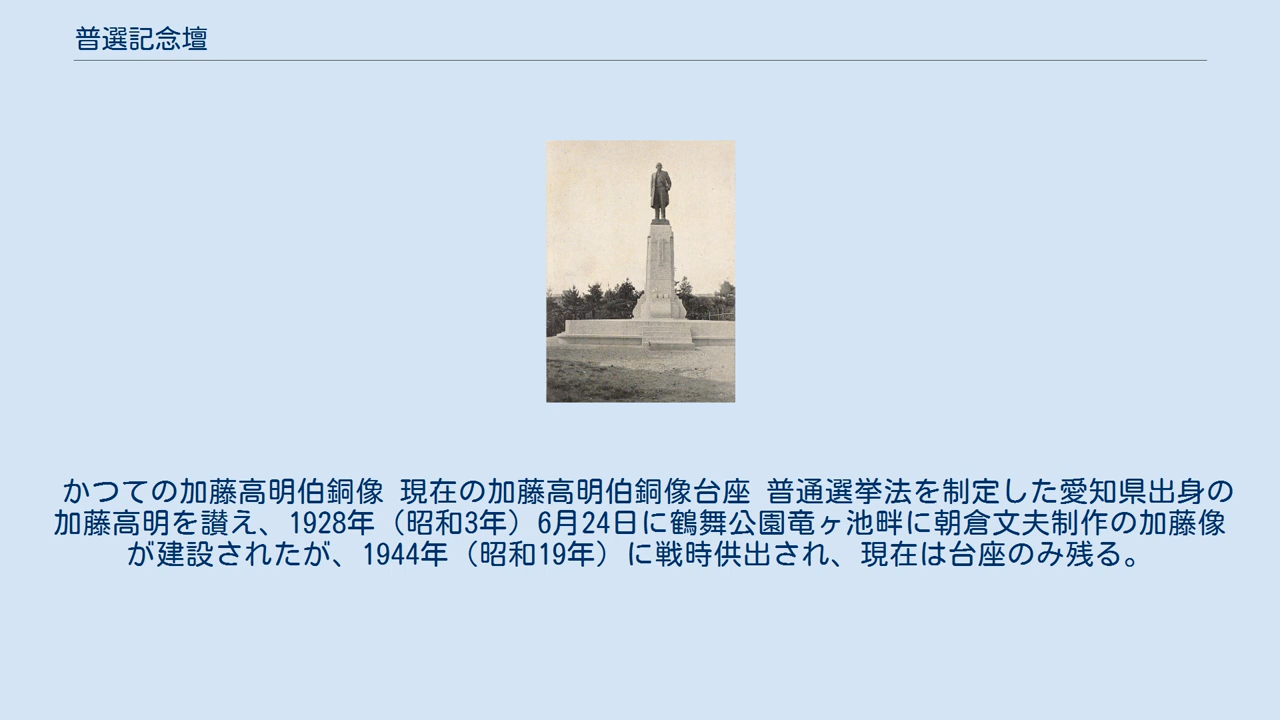 普選記念壇
かつての加藤高明伯銅像 現在の加藤高明伯銅像台座 普通選挙法を制定した愛知県出身の
加藤高明を讃え、1928年（昭和3年）6月24日に鶴舞公園竜ヶ池畔に朝倉文夫制作の加藤像
が建設されたが、1944年（昭和19年）に戦時供出され、現在は台座のみ残る。